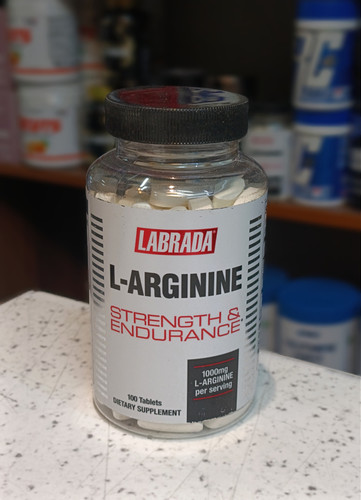 LABRADA
L-ARGININE
STRENGTH &
ENDURANCE
1000mg
L-ARGININE
per serving
100 Tablets
DIETARY SUPPLEMENT